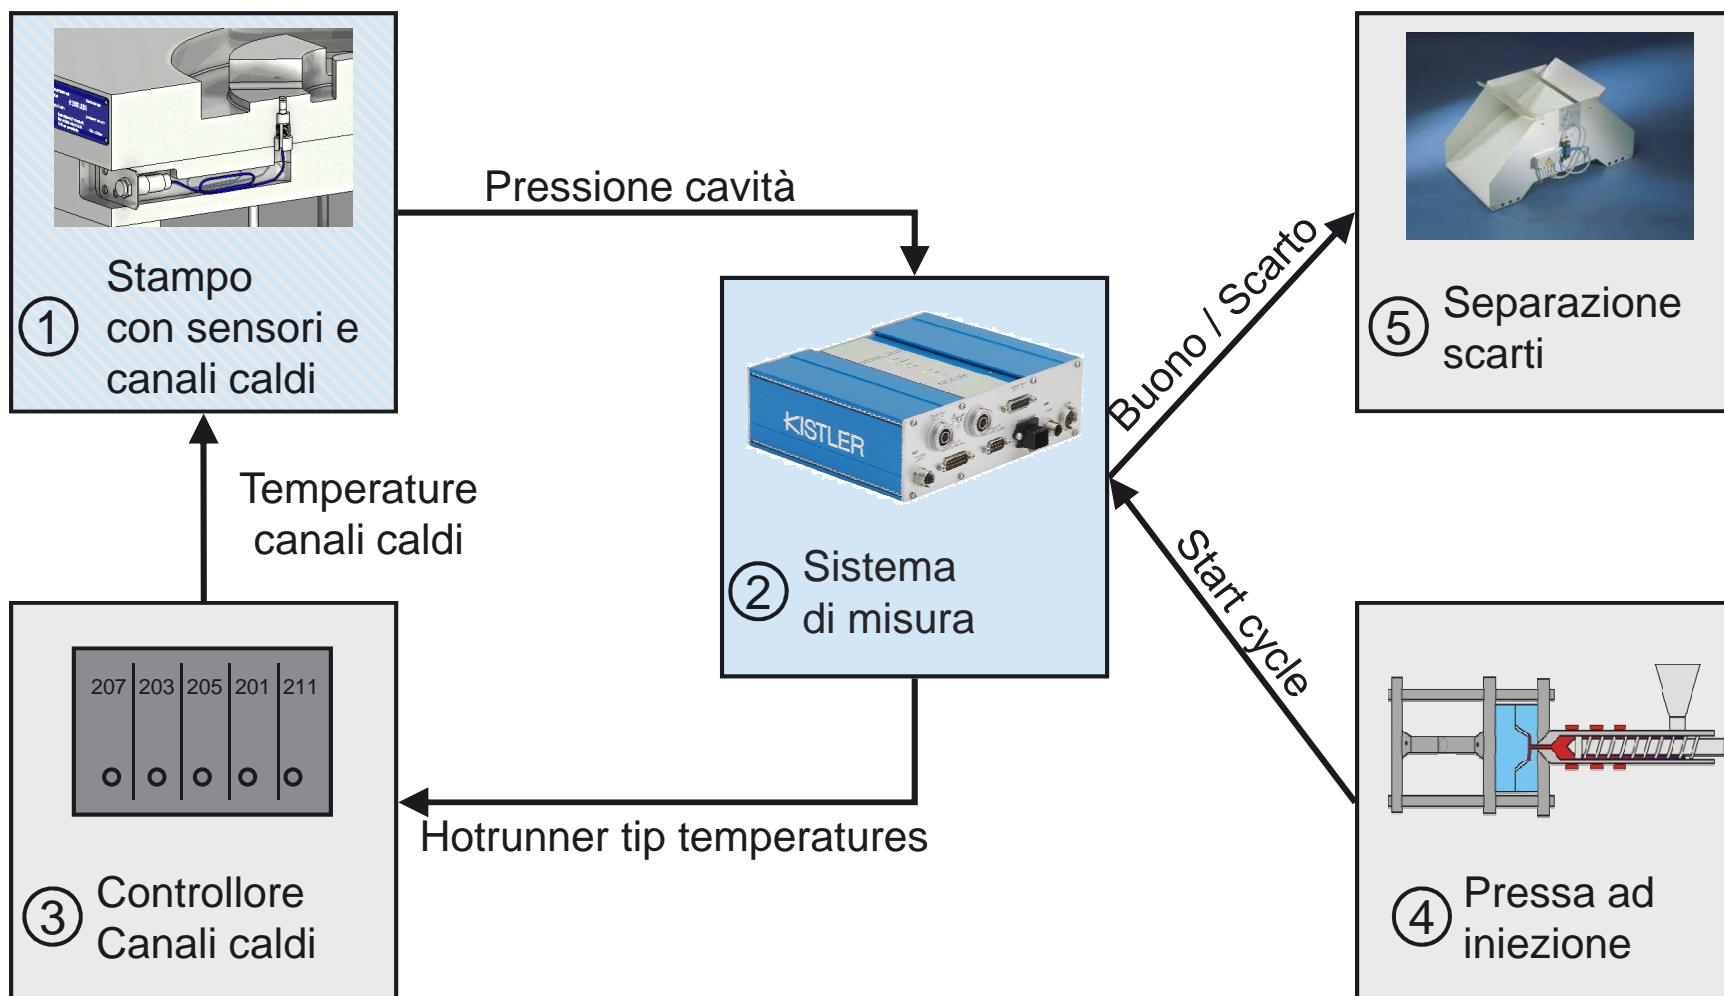 KISTLER
Stampo
1
con sensori e
canali caldi
Pressione cavità
Buono / Scarto
Separazione
5
scarti
KISTLER
Sistema
2
di misura
Temperature
canali caldi
Start cycle
207 203 205 201 211
Hotrunner tip temperatures
Controllore
3
Canali caldi
Pressa ad
4
iniezione